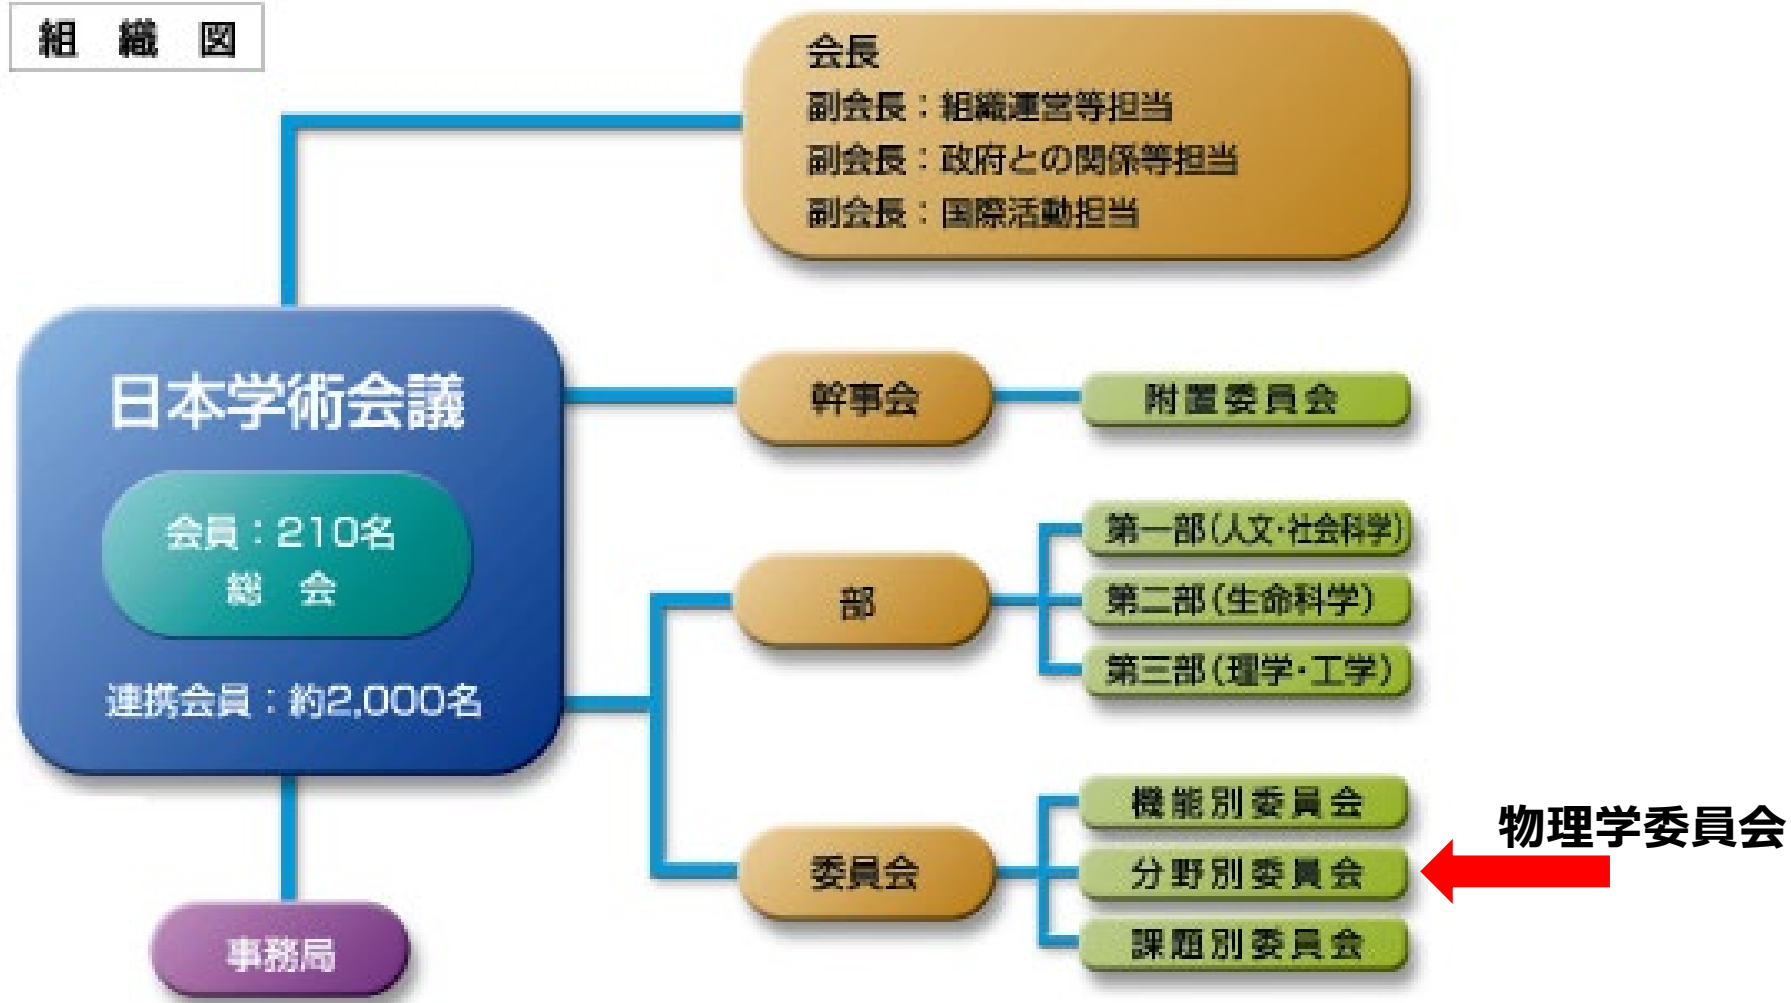 組 織 図
会長
副会長：組織運営等担当
副会長：政府との関係等担当
副会長：国際活動担当
日本学術会議
会員：210名
総 会
連携会員：約2,000名
幹事会
附置委員会
部
第一部(人文・社会科学)
第二部(生命科学)
第三部(理学・工学)
委員会
機能別委員会
分野別委員会
課題別委員会
物理学委員会
事務局